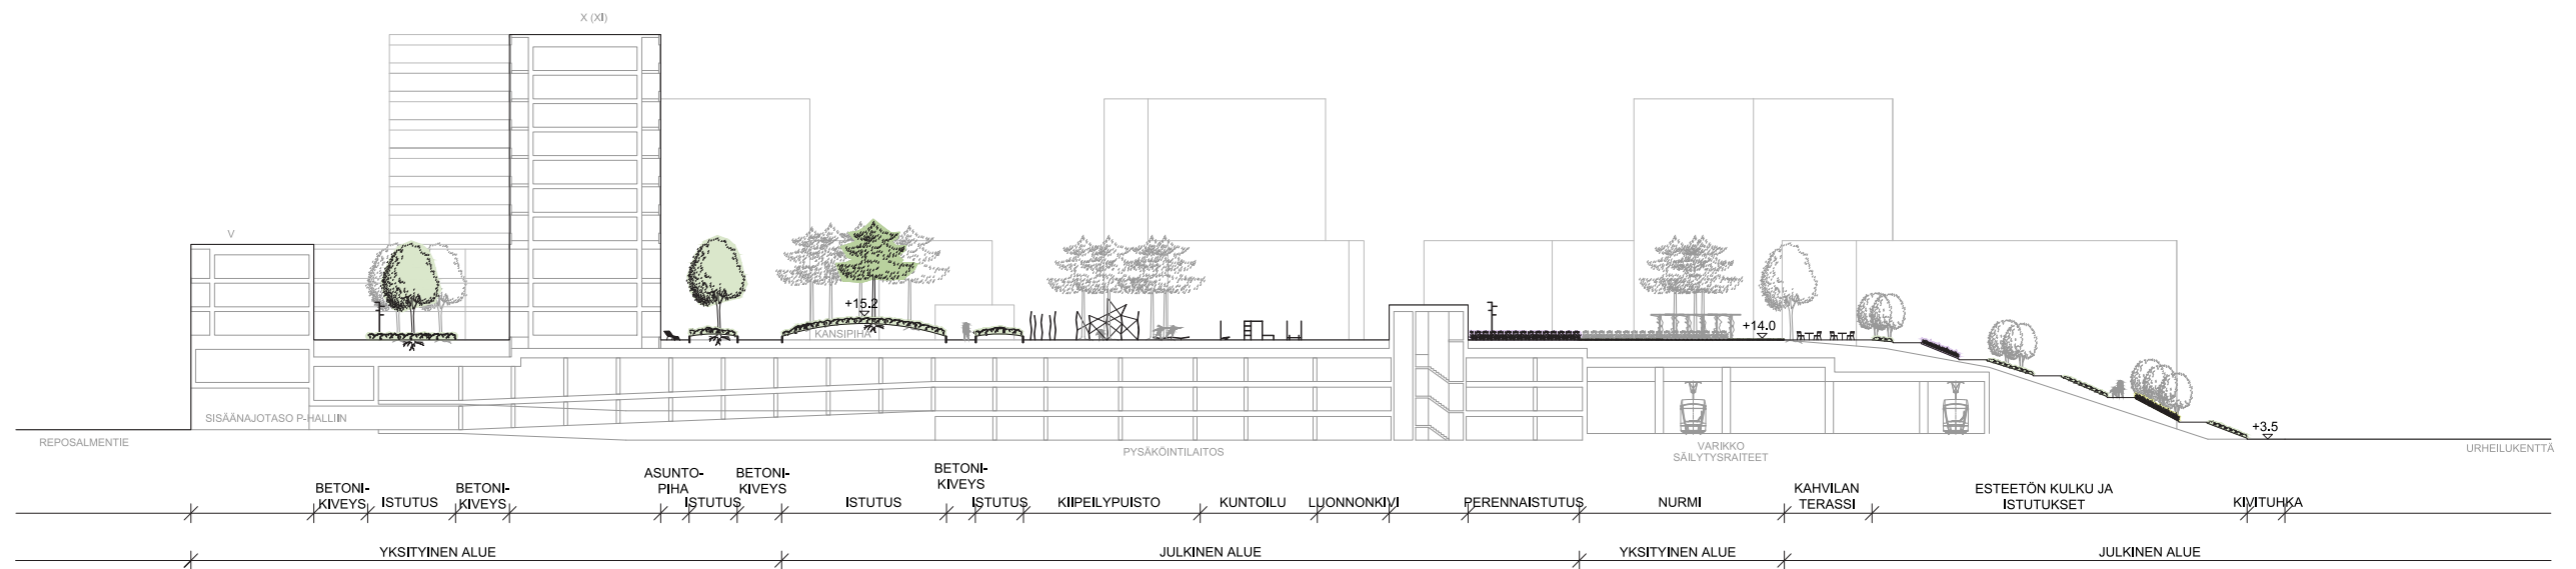 X (XI)
V
+15.2
KANSIPIHA
+14.0
SISÄÄNAJOTASO P-HALLIIN
+3.5
REPOSALMENTIE
PYSÄKÖINTILAITOS
VARIKKO
SÄILYTYSRAITEET
URHEILUKENTTÄ
BETONI-
KIVEYS
ISTUTUS
BETONI-
KIVEYS
ASUNTO-
PIHA
ISTUTUS
BETONI-
KIVEYS
ISTUTUS
BETONI-
KIVEYS
ISTUTUS
KIIPEILYPUISTO
KUNTOILU
LUONNONKIVI
PERENNAISTUTUS
NURMI
KAHVILAN
TERASSI
ESTEETÖN KULKU JA
ISTUTUKSET
KIVITUHKA
YKSITYINEN ALUE
JULKINEN ALUE
YKSITYINEN ALUE
JULKINEN ALUE